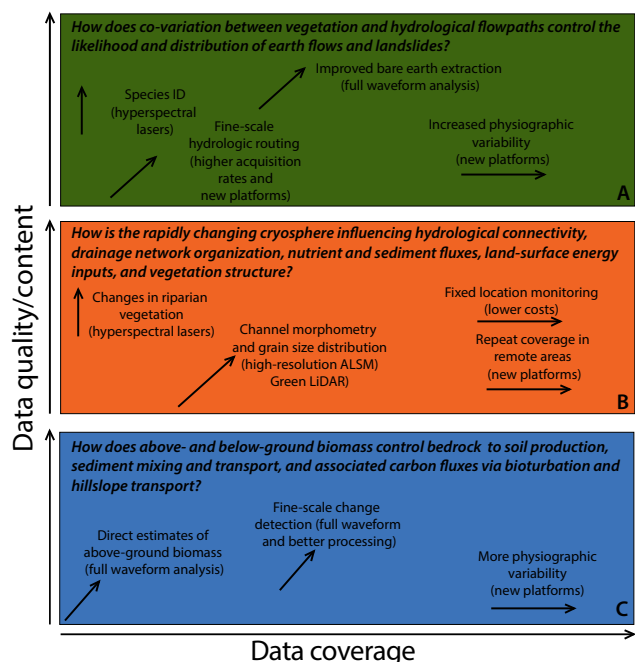 How does co-variation between vegetation and hydrological flowpaths control the
likelihood and distribution of earth flows and landslides?
Improved bare earth extraction
(full waveform analysis)
Species ID
(hyperspectral
lasers)
Fine-scale
hydrologic routing
(higher acquisition
rates and
new platforms)
Increased physiographic
variability
(new platforms)
A
How is the rapidly changing cryosphere influencing hydrological connectivity,
drainage network organization, nutrient and sediment fluxes, land-surface energy
inputs, and vegetation structure?
Changes in riparian
vegetation
(hyperspectral lasers)
Channel morphometry
and grain size distribution
(high-resolution ALSM)
Green LiDAR)
Fixed location monitoring
(lower costs)
Repeat coverage in
remote areas
(new platforms)
B
How does above- and below-ground biomass control bedrock to soil production,
sediment mixing and transport, and associated carbon fluxes via bioturbation and
hillslope transport?
Direct estimates of
above-ground biomass
(full waveform analysis)
Fine-scale change
detection (full waveform
and better processing)
More physiographic
variability
(new platforms)
C
Data quality/content
Data coverage